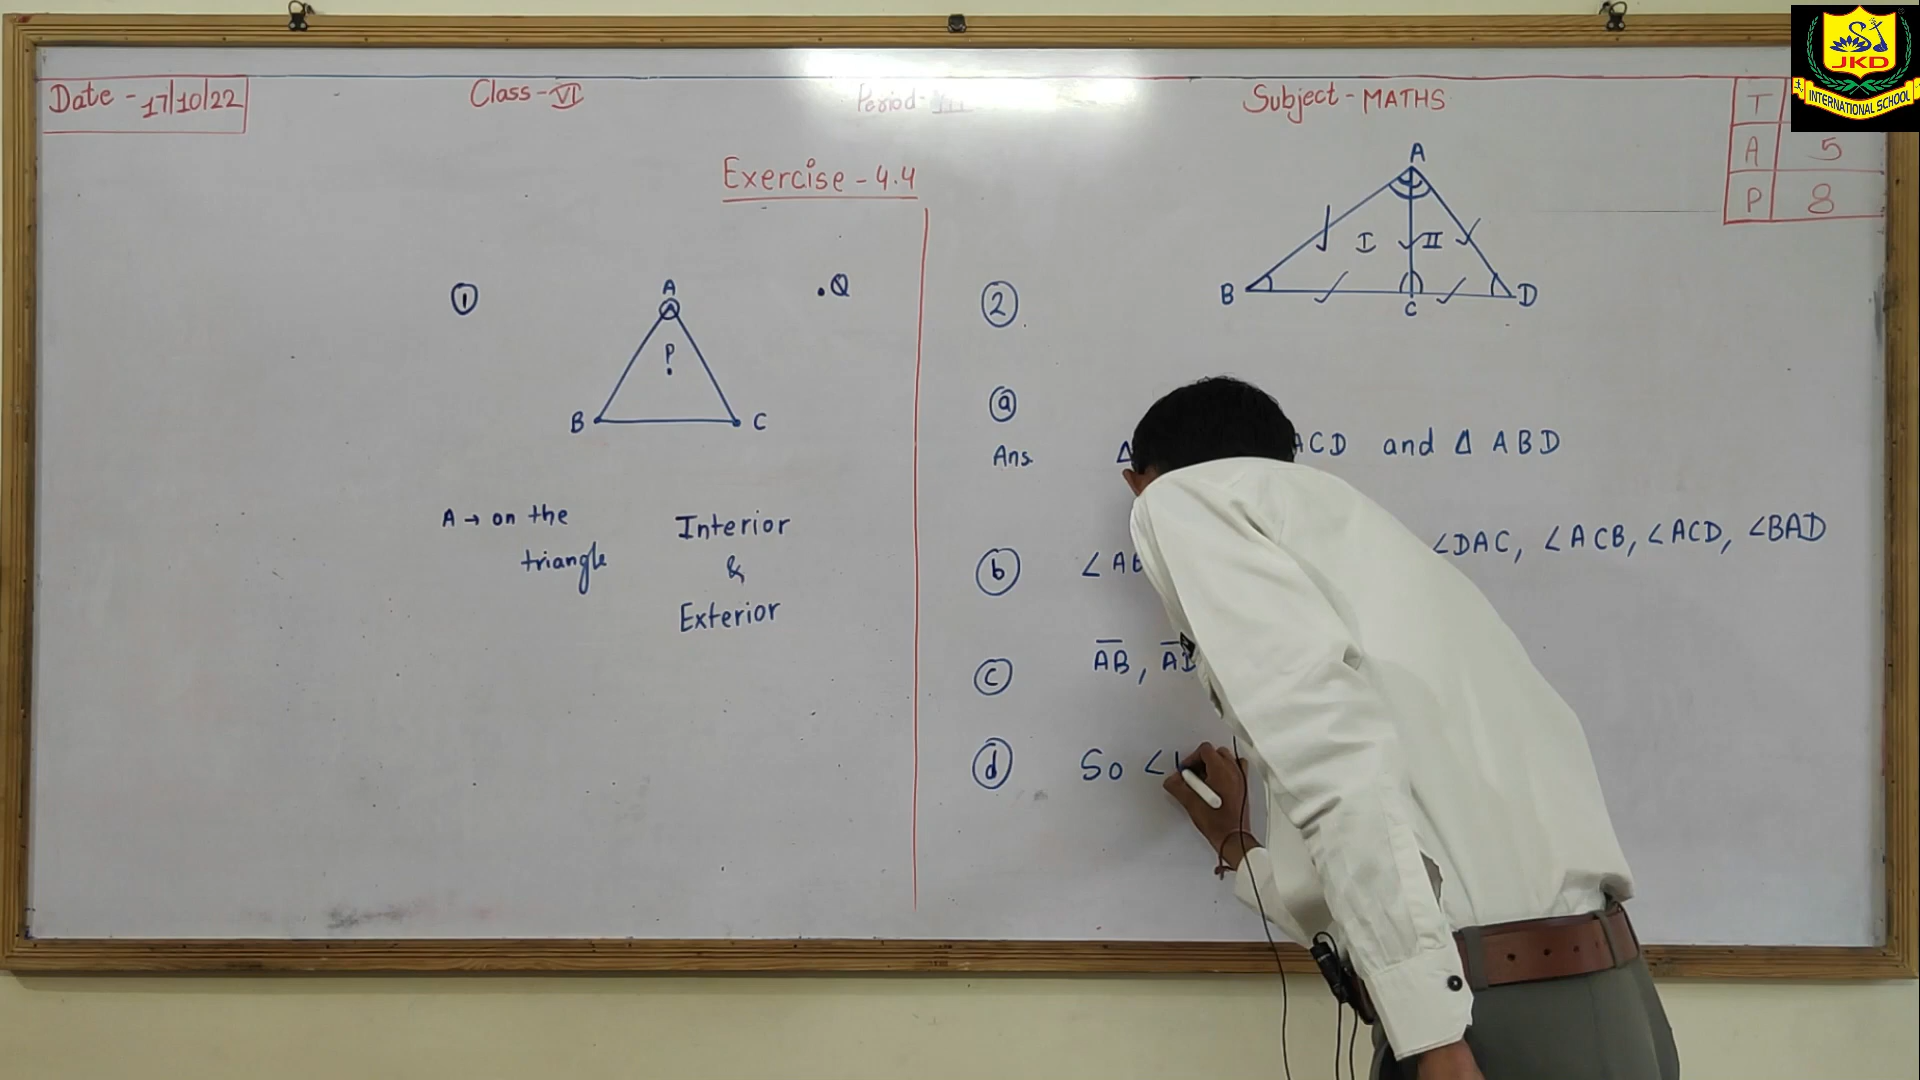 Date - 17/10/22
Class - VI
Period -
Subject - MATHS
T
A 5
P 8
JKD
INTERNATIONAL SCHOOL
Exercise - 4.4
1
A
P
B
C
.Q
A → on the
triangle
Interior
&
Exterior
2
A
I
II
B
C
D
a
Ans. Δ ACD and Δ ABD
b ∠DAC, ∠ACB, ∠ACD, ∠BAD
c AB,
d So ∠